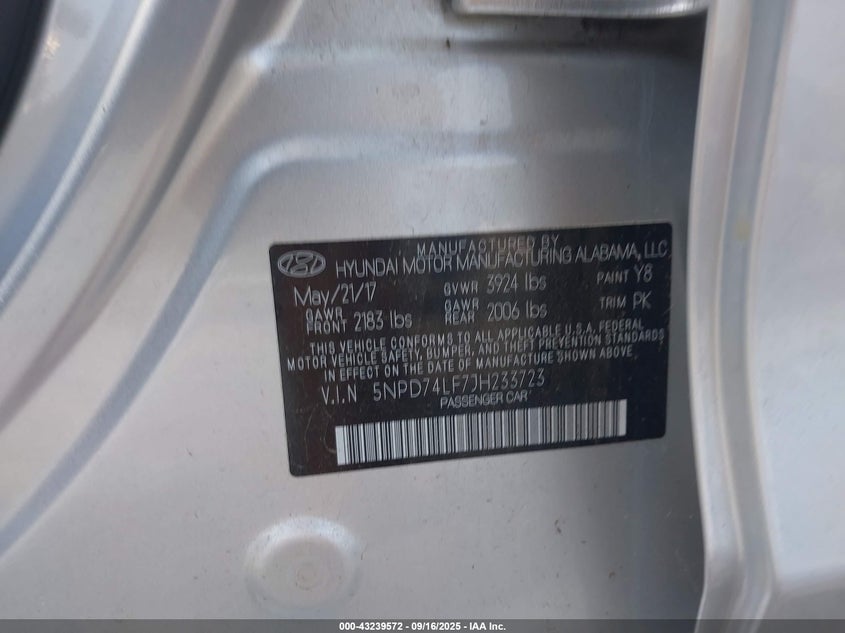 MANUFACTURED BY
HYUNDAI MOTOR MANUFACTURING ALABAMA, LLC
May/21/17 GVWR 3924 lbs PAINT Y8
GAWR FRONT 2183 lbs GAWR REAR 2006 lbs TRIM PK
THIS VEHICLE CONFORMS TO ALL APPLICABLE U.S.A. FEDERAL
MOTOR VEHICLE SAFETY, BUMPER, AND THEFT PREVENTION STANDARDS
IN EFFECT ON THE DATE OF MANUFACTURE SHOWN ABOVE
V.I.N 5NPD74LF7JH233723
PASSENGER CAR
000-43239572 - 09/16/2025 - IAA Inc.